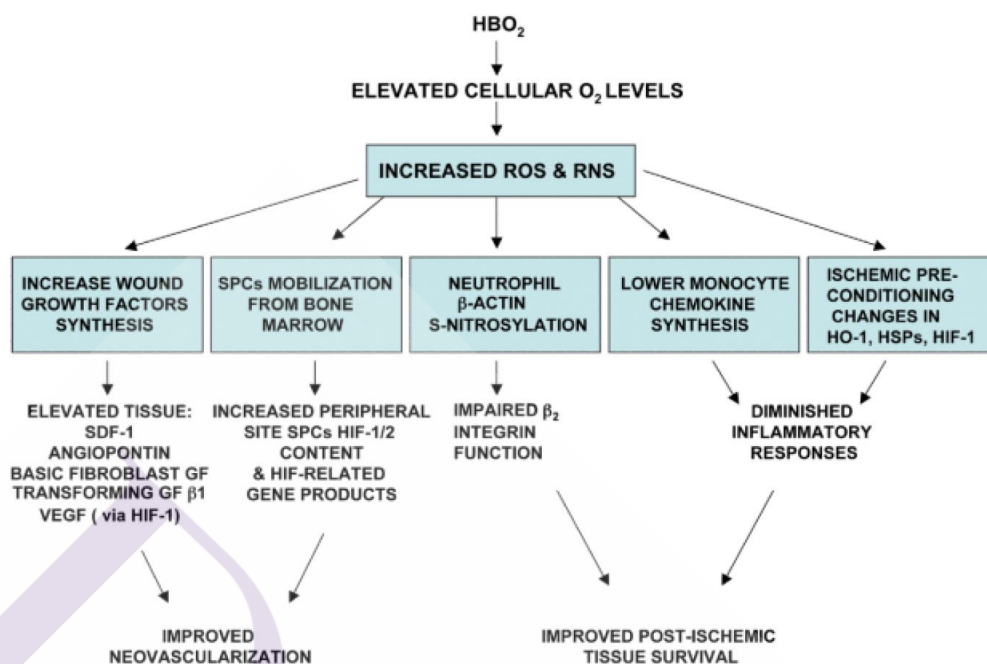 HBO₂
ELEVATED CELLULAR O₂ LEVELS
INCREASED ROS & RNS
INCREASE WOUND
GROWTH FACTORS
SYNTHESIS
SPCs MOBILIZATION
FROM BONE
MARROW
NEUTROPHIL
β-ACTIN
S-NITROSYLATION
LOWER MONOCYTE
CHEMOKINE
SYNTHESIS
ISCHEMIC PRE-
CONDITIONING
CHANGES IN
HO-1, HSPs, HIF-1
ELEVATED TISSUE:
SDF-1
ANGIOPONTIN
BASIC FIBROBLAST GF
TRANSFORMING GF β1
VEGF ( via HIF-1)
INCREASED PERIPHERAL
SITE SPCs HIF-1/2
CONTENT
& HIF-RELATED
GENE PRODUCTS
IMPAIRED β₂
INTEGRIN
FUNCTION
DIMINISHED
INFLAMMATORY
RESPONSES
IMPROVED
NEOVASCULARIZATION
IMPROVED POST-ISCHEMIC
TISSUE SURVIVAL